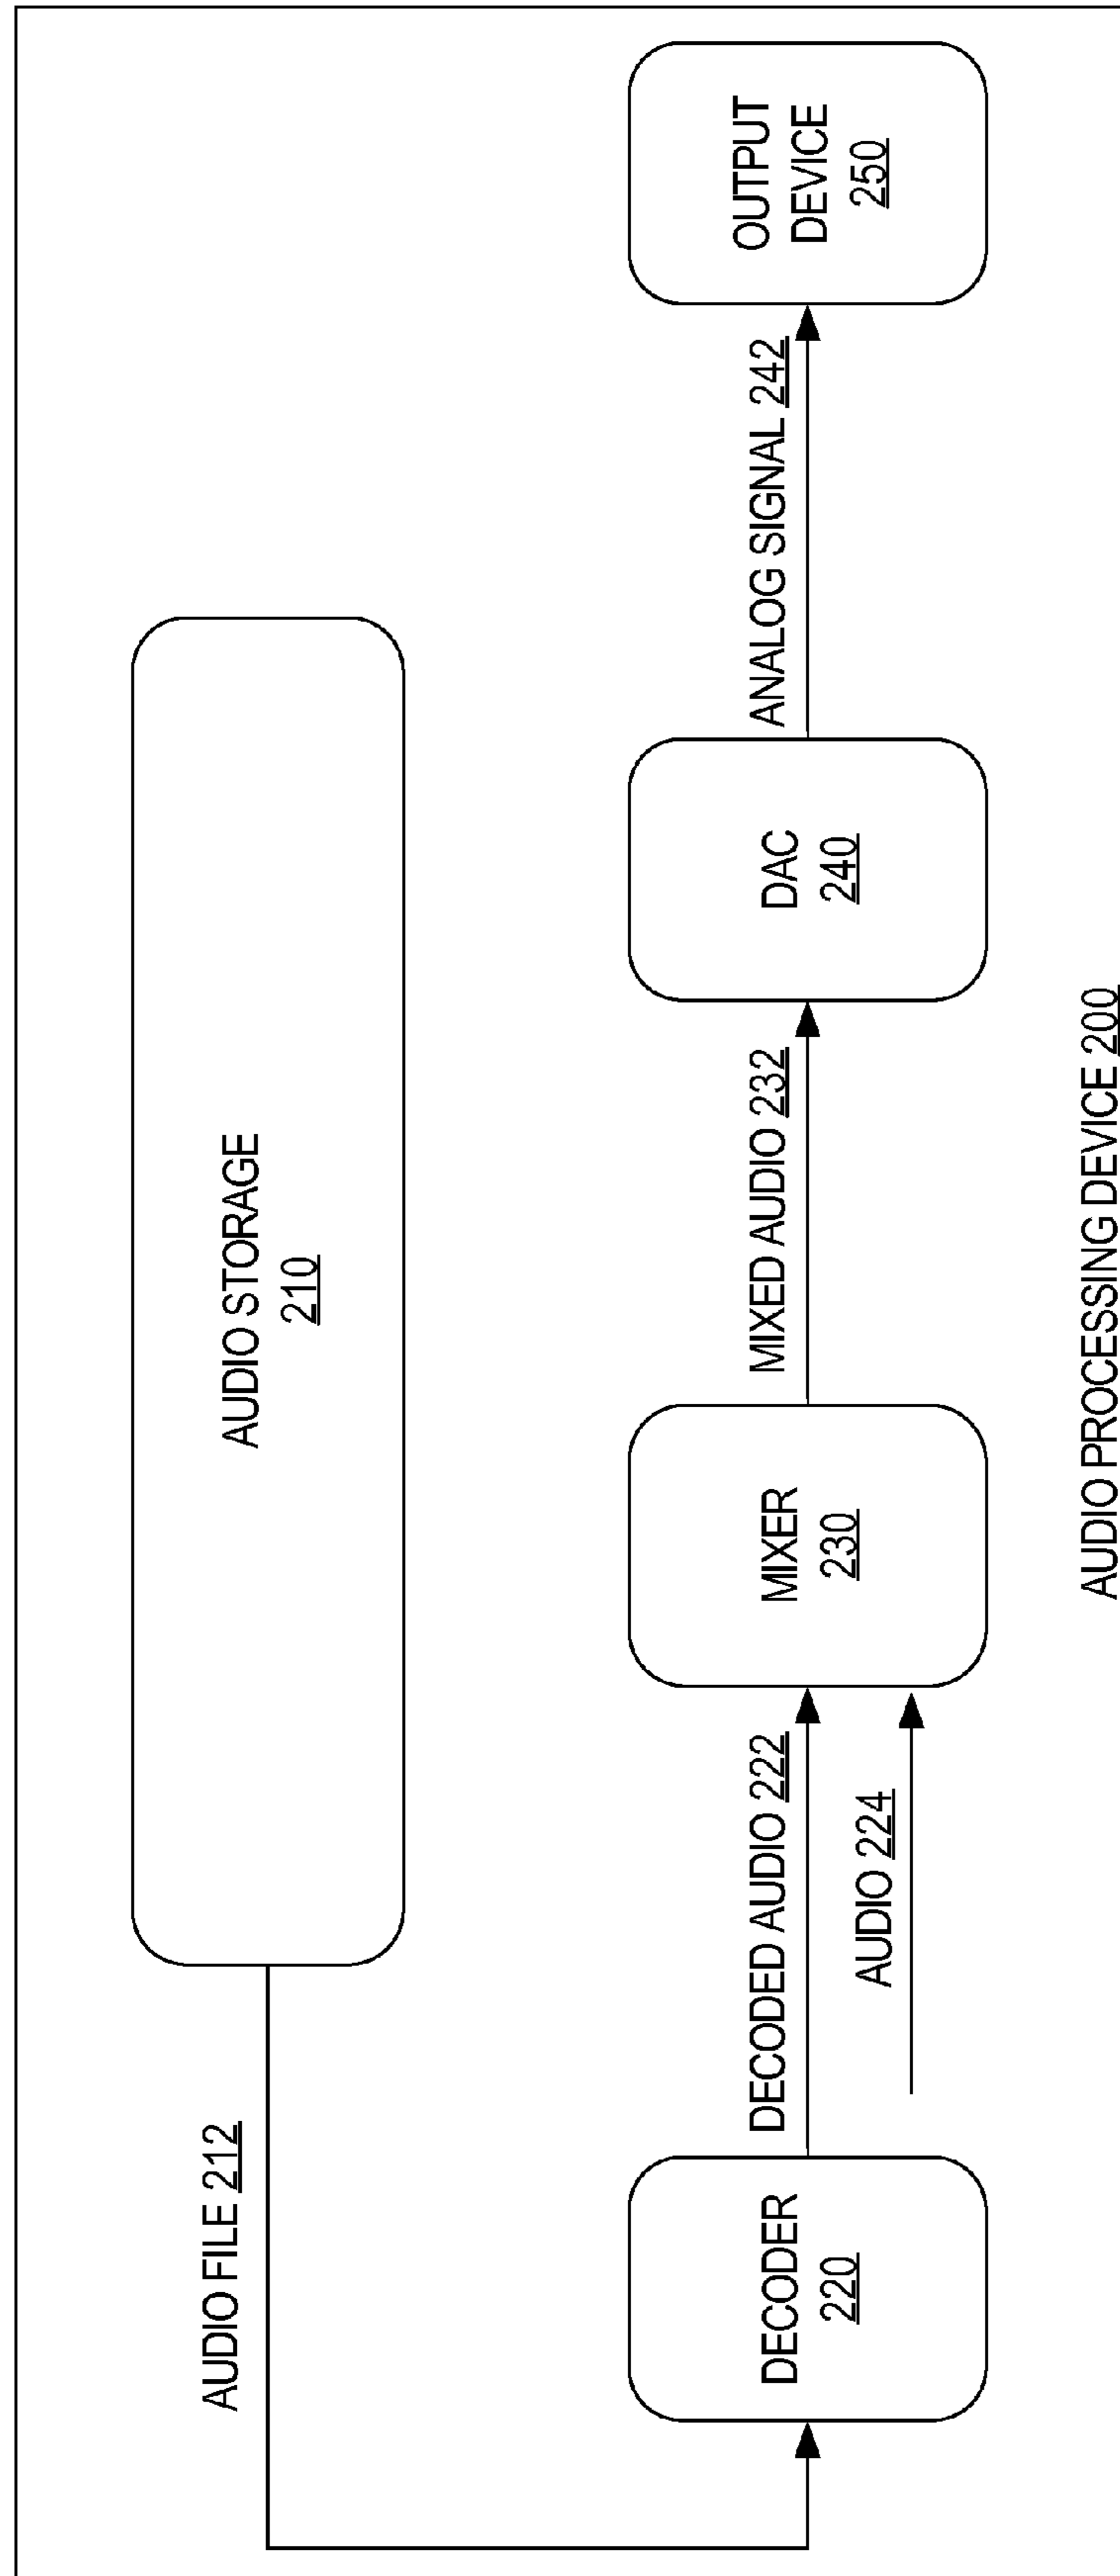 AUDIO FILE 212
AUDIO STORAGE
210
DECODER
220
DECODED AUDIO 222
AUDIO 224
MIXER
230
MIXED AUDIO 232
DAC
240
ANALOG SIGNAL 242
OUTPUT
DEVICE
250
AUDIO PROCESSING DEVICE 200